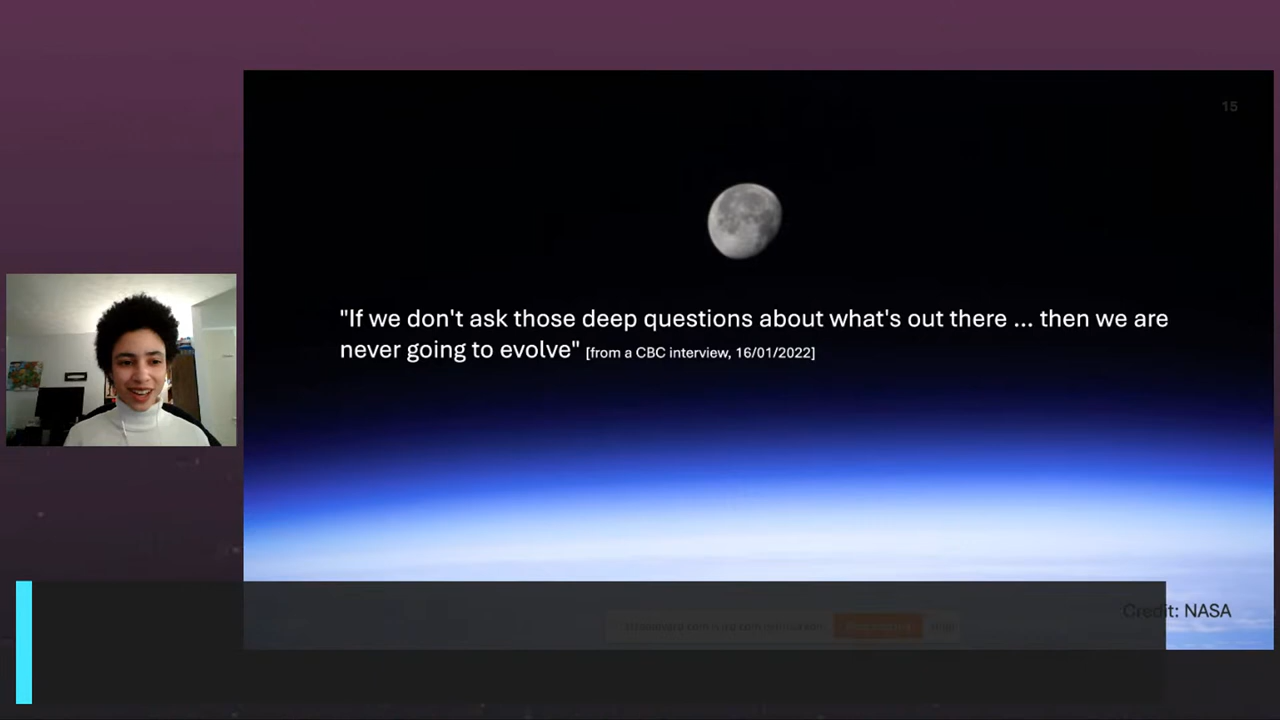 15
"If we don't ask those deep questions about what's out there ... then we are
never going to evolve" [from a CBC interview, 16/01/2022]
Credit: NASA